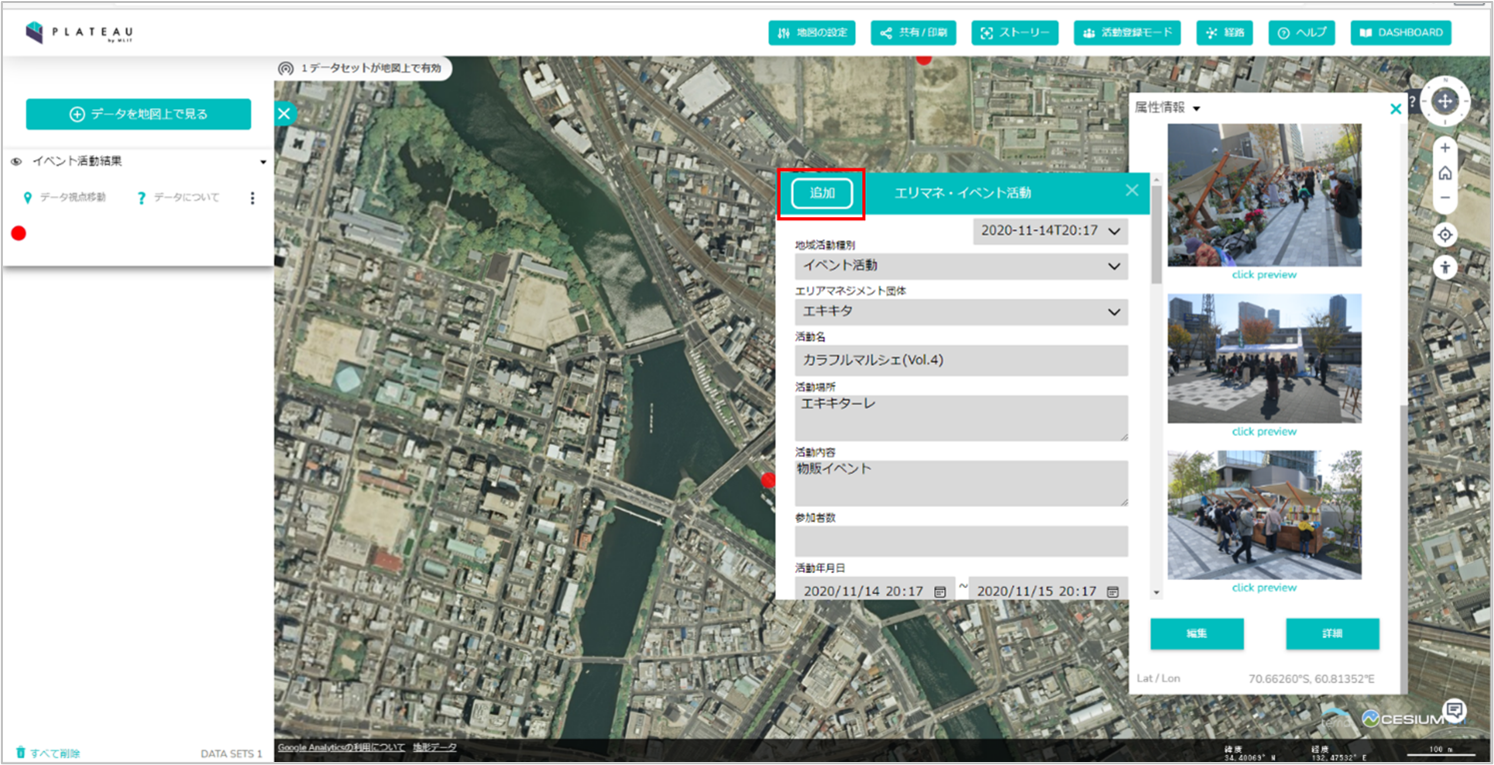 PLATEAU
by MLIT
地図の設定
共有/印刷
ストーリー
活動登録モード
経路
ヘルプ
DASHBOARD
1データセットが地図上で有効
データを地図上で見る
イベント活動結果
データ視点移動
データについて
すべて削除
DATA SETS 1
追加
エリマネ・イベント活動
2020-11-14T20:17
地域活動種別
イベント活動
エリアマネジメント団体
エキキタ
活動名
カラフルマルシェ(Vol.4)
活動場所
エキキターレ
活動内容
物販イベント
参加者数
活動年月日
2020/11/14 20:17 ~ 2020/11/15 20:17
属性情報
click preview
click preview
click preview
編集
詳細
Lat / Lon
70.66260°S, 60.81352°E
CESIUM
Google Analyticsの利用について
地形データ
緯度
34.40069° N
経度
132.47532° E
100 m